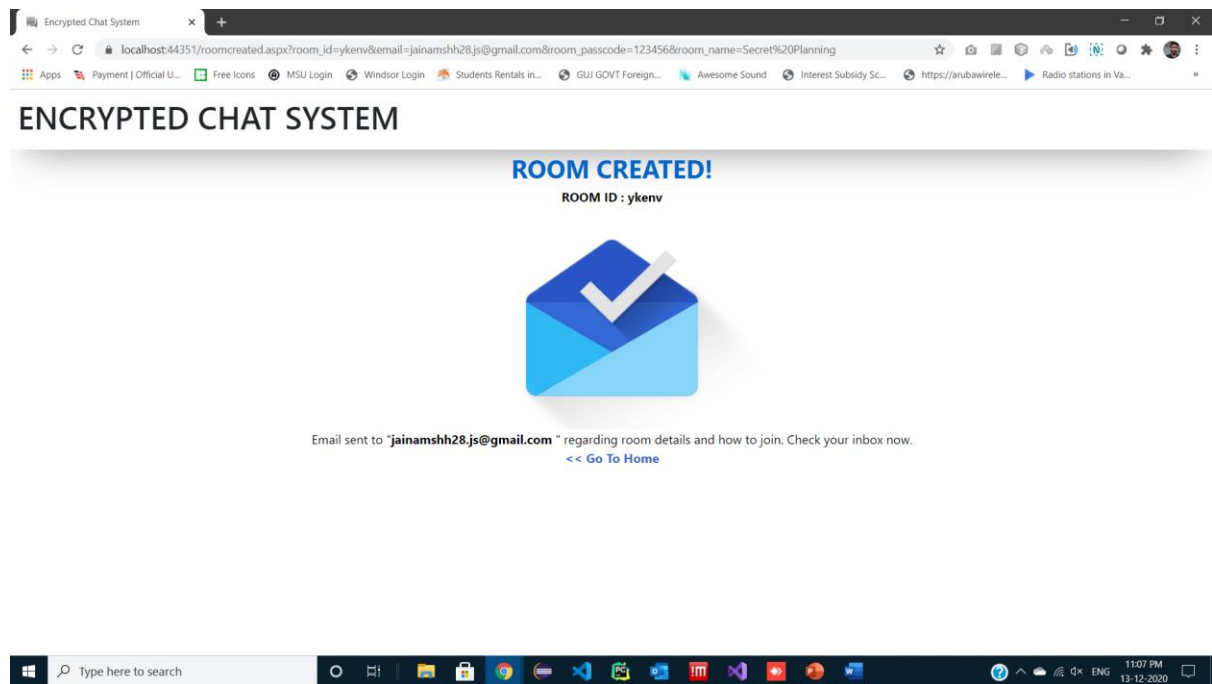 Encrypted Chat System
localhost:44351/roomcreated.aspx?room_id=ykenv&email=jainamshh28.js@gmail.com&room_passcode=123456&room_name=Secret%20Planning
Apps Payment | Official U... Free Icons MSU Login Windsor Login Students Rentals in... GUJ GOVT Foreign... Awesome Sound Interest Subsidy Sc... https://arubawirele... Radio stations in Va... »
ENCRYPTED CHAT SYSTEM
ROOM CREATED!
ROOM ID : ykenv
Email sent to "jainamshh28.js@gmail.com " regarding room details and how to join. Check your inbox now.
<< Go To Home
Type here to search
ENG
11:07 PM
13-12-2020